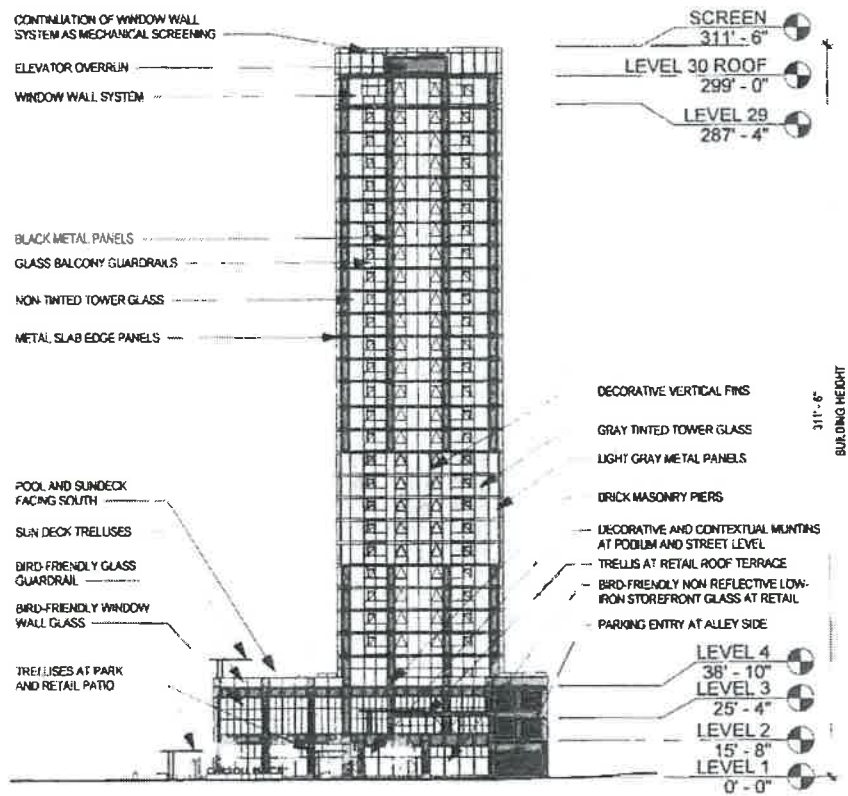 CONTINUATION OF WINDOW WALL
SYSTEM AS MECHANICAL SCREENING
ELEVATOR OVERRUN
WINDOW WALL SYSTEM
BLACK METAL PANELS
GLASS BALCONY GUARDRAILS
NON-TINTED TOWER GLASS
METAL SLAB EDGE PANELS
POOL AND SUNDECK
FACING SOUTH
SUN DECK TRELLISES
BIRD-FRIENDLY GLASS
GUARDRAIL
BIRD-FRIENDLY WINDOW
WALL GLASS
TRELLISES AT PARK
AND RETAIL PATIO
SCREEN
311' - 6"
LEVEL 30 ROOF
299' - 0"
LEVEL 29
287' - 4"
DECORATIVE VERTICAL FINS
GRAY TINTED TOWER GLASS
LIGHT GRAY METAL PANELS
BRICK MASONRY PIERS
DECORATIVE AND CONTEXTUAL MUNTINS
AT PODIUM AND STREET LEVEL
TRELLIS AT RETAIL ROOF TERRACE
BIRD-FRIENDLY NON REFLECTIVE LOW-
IRON STOREFRONT GLASS AT RETAIL
PARKING ENTRY AT ALLEY SIDE
LEVEL 4
38' - 10"
LEVEL 3
25' - 4"
LEVEL 2
15' - 8"
LEVEL 1
0' - 0"
311' - 6"
BUILDING HEIGHT